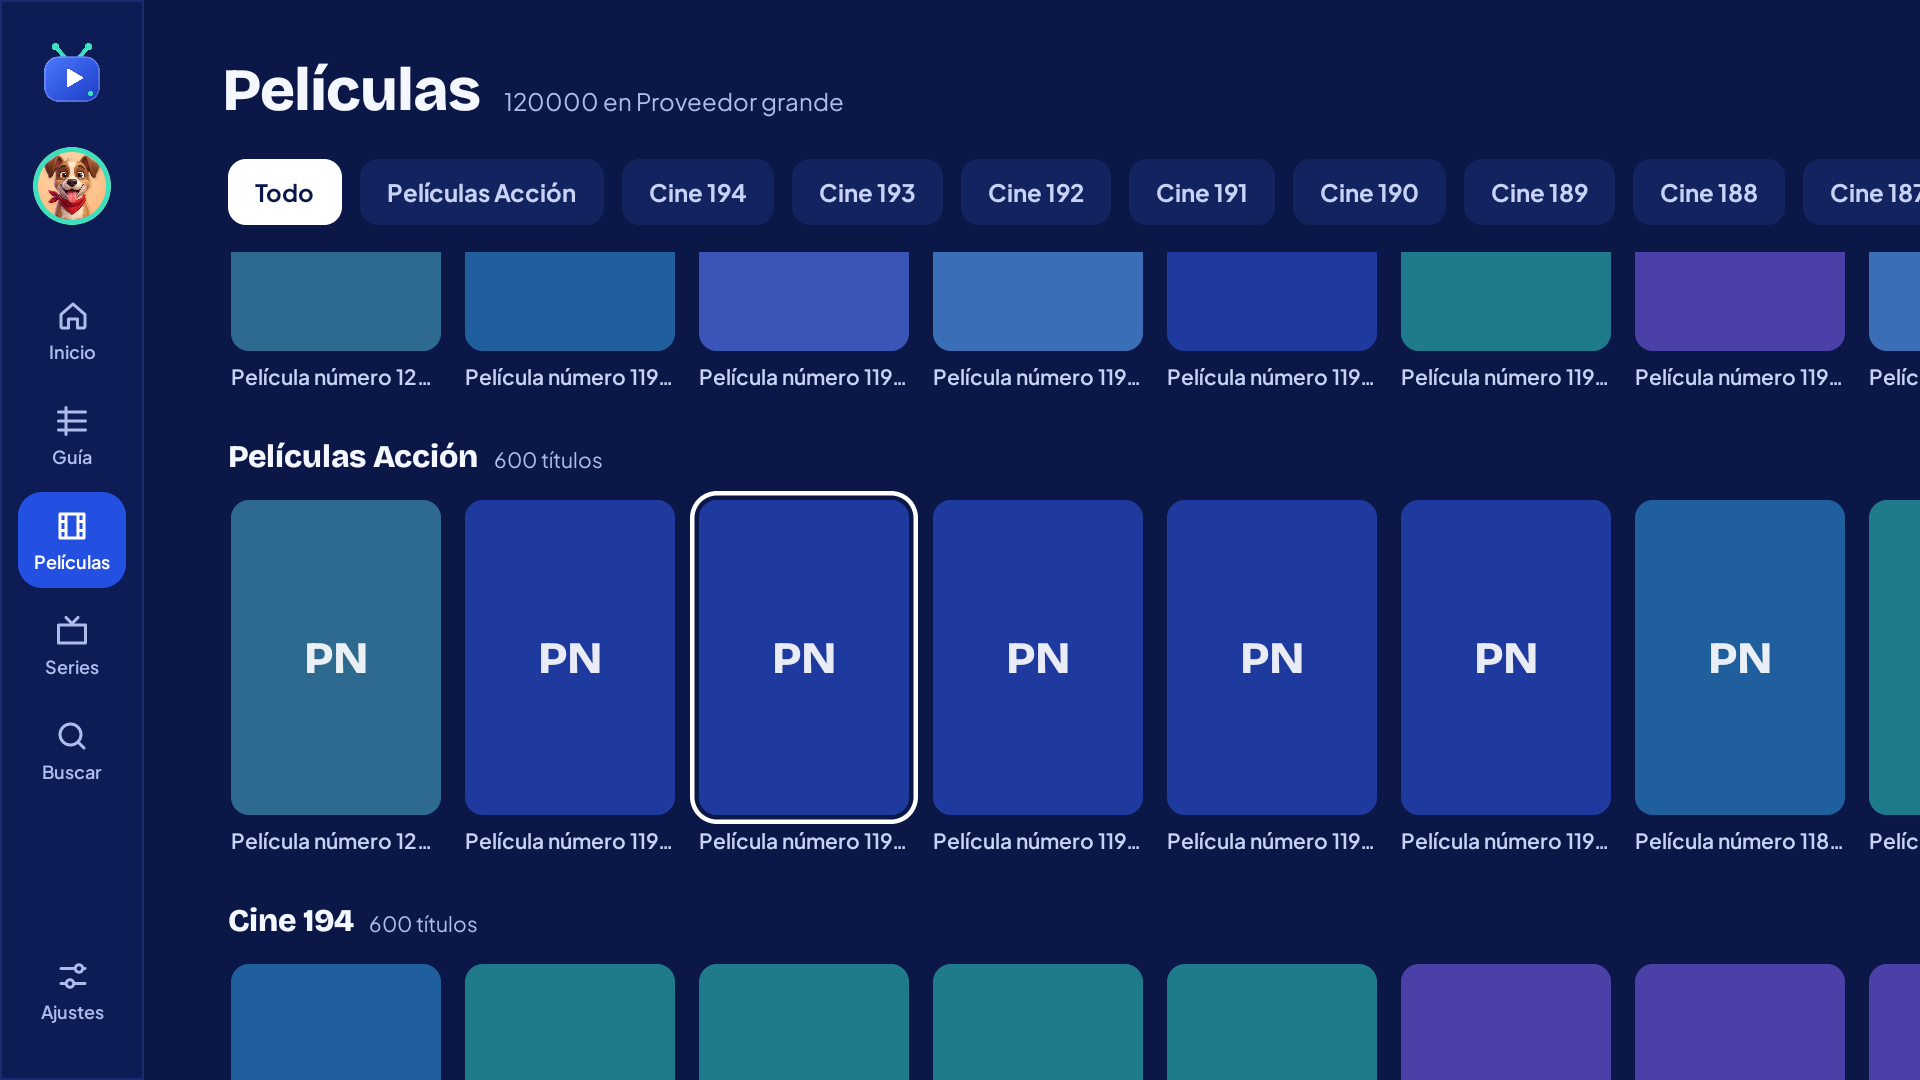 Películas 120000 en Proveedor grande
Todo Películas Acción Cine 194 Cine 193 Cine 192 Cine 191 Cine 190 Cine 189 Cine 188 Cine 187
Inicio
Guía
Películas
Series
Buscar
Ajustes
Película número 12... Película número 119... Película número 119... Película número 119... Película número 119... Película número 119... Película número 119... Pelíc
Películas Acción 600 títulos
PN PN PN PN PN PN PN
Película número 12... Película número 119... Película número 119... Película número 119... Película número 119... Película número 119... Película número 118... Pelíc
Cine 194 600 títulos